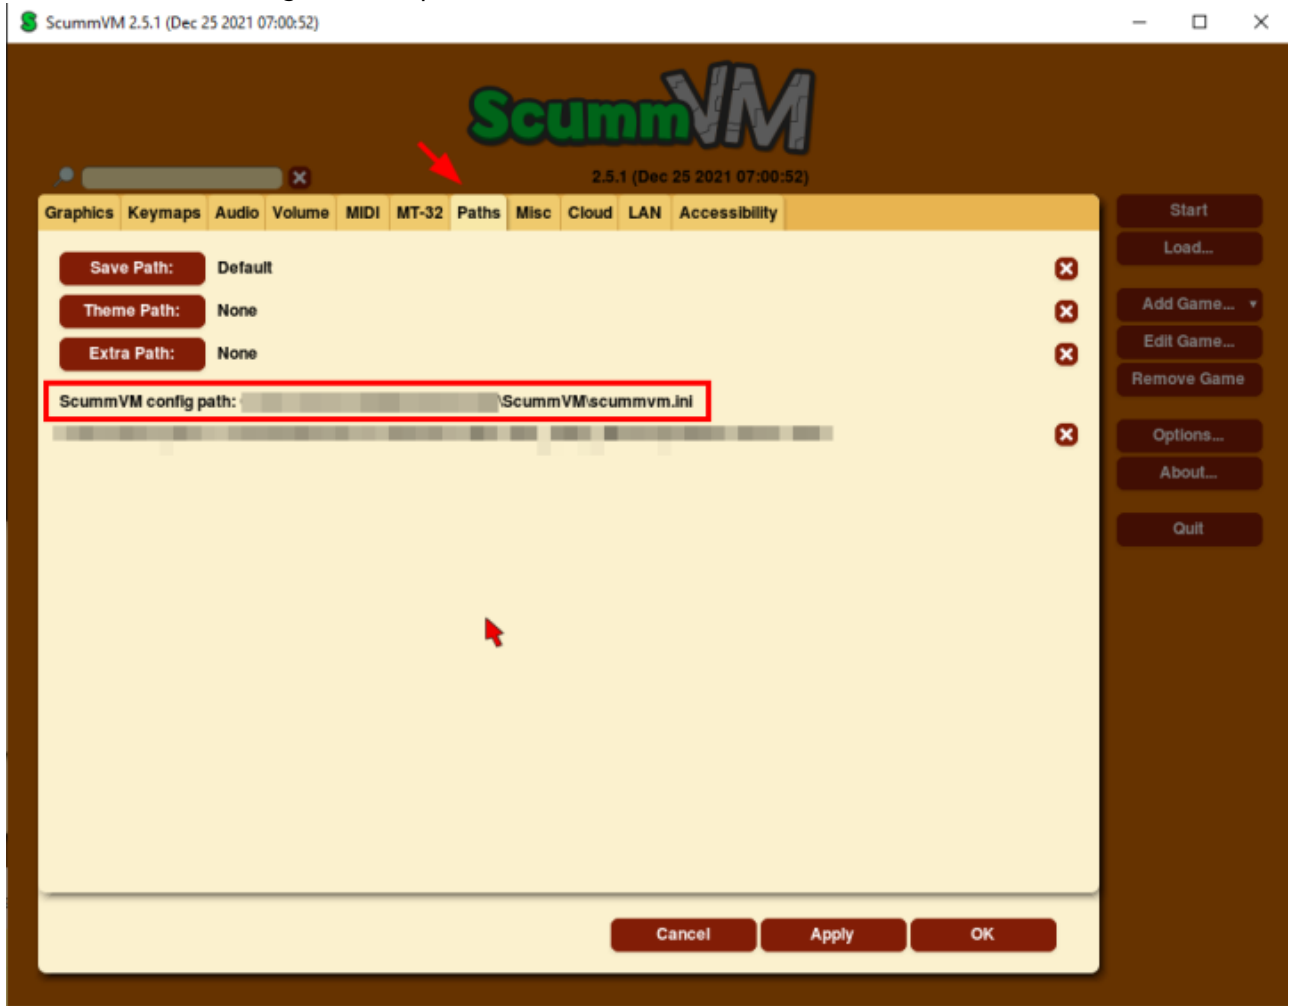 ScummVM 2.5.1 (Dec 25 2021 07:00:52)
ScummVM
2.5.1 (Dec 25 2021 07:00:52)
Graphics Keymaps Audio Volume MIDI MT-32 Paths Misc Cloud LAN Accessibility
Save Path: Default
Theme Path: None
Extra Path: None
ScummVM config path: \ScummVM\scummvm.ini
Start
Load...
Add Game...
Edit Game...
Remove Game
Options...
About...
Quit
Cancel Apply OK